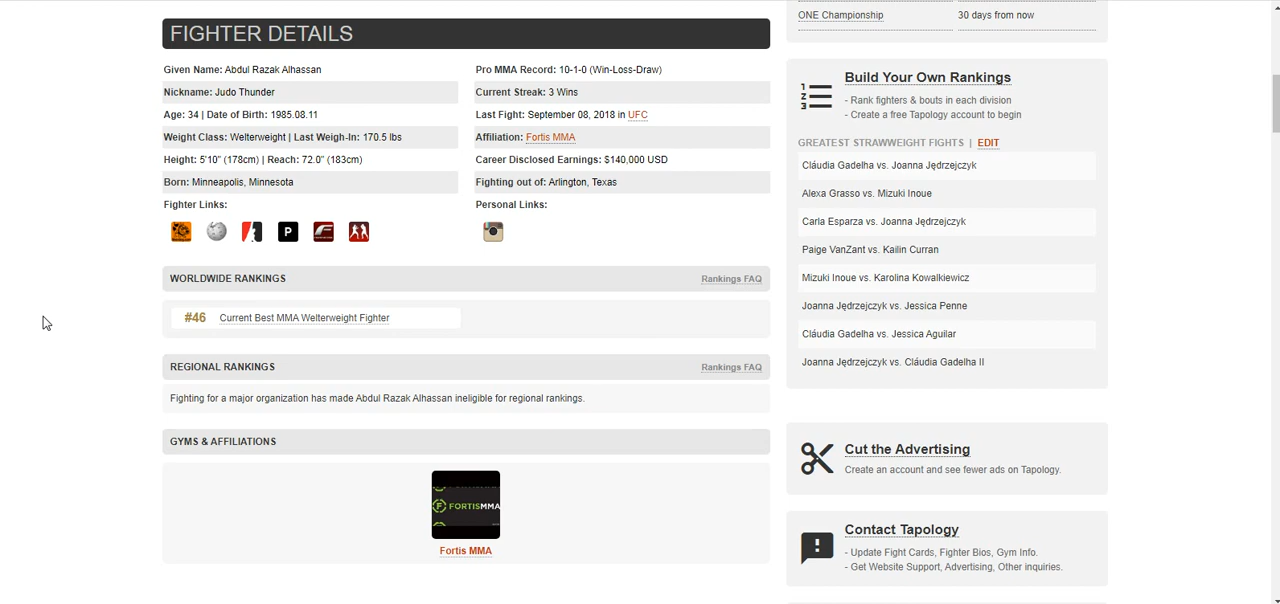 FIGHTER DETAILS
Given Name: Abdul Razak Alhassan
Nickname: Judo Thunder
Age: 34 | Date of Birth: 1985.08.11
Weight Class: Welterweight | Last Weigh-In: 170.5 lbs
Height: 5'10" (178cm) | Reach: 72.0" (183cm)
Born: Minneapolis, Minnesota
Fighter Links:
P
Pro MMA Record: 10-1-0 (Win-Loss-Draw)
Current Streak: 3 Wins
Last Fight: September 08, 2018 in UFC
Affiliation: Fortis MMA
Career Disclosed Earnings: $140,000 USD
Fighting out of: Arlington, Texas
Personal Links:
WORLDWIDE RANKINGS
Rankings FAQ
#46 Current Best MMA Welterweight Fighter
REGIONAL RANKINGS
Rankings FAQ
Fighting for a major organization has made Abdul Razak Alhassan ineligible for regional rankings.
GYMS & AFFILIATIONS
FORTISMMA
Fortis MMA
ONE Championship 30 days from now
Build Your Own Rankings
- Rank fighters & bouts in each division
- Create a free Tapology account to begin
GREATEST STRAWWEIGHT FIGHTS | EDIT
Cláudia Gadelha vs. Joanna Jędrzejczyk
Alexa Grasso vs. Mizuki Inoue
Carla Esparza vs. Joanna Jędrzejczyk
Paige VanZant vs. Kailin Curran
Mizuki Inoue vs. Karolina Kowalkiewicz
Joanna Jędrzejczyk vs. Jessica Penne
Cláudia Gadelha vs. Jessica Aguilar
Joanna Jędrzejczyk vs. Cláudia Gadelha II
Cut the Advertising
Create an account and see fewer ads on Tapology.
Contact Tapology
- Update Fight Cards, Fighter Bios, Gym Info.
- Get Website Support, Advertising, Other inquiries.